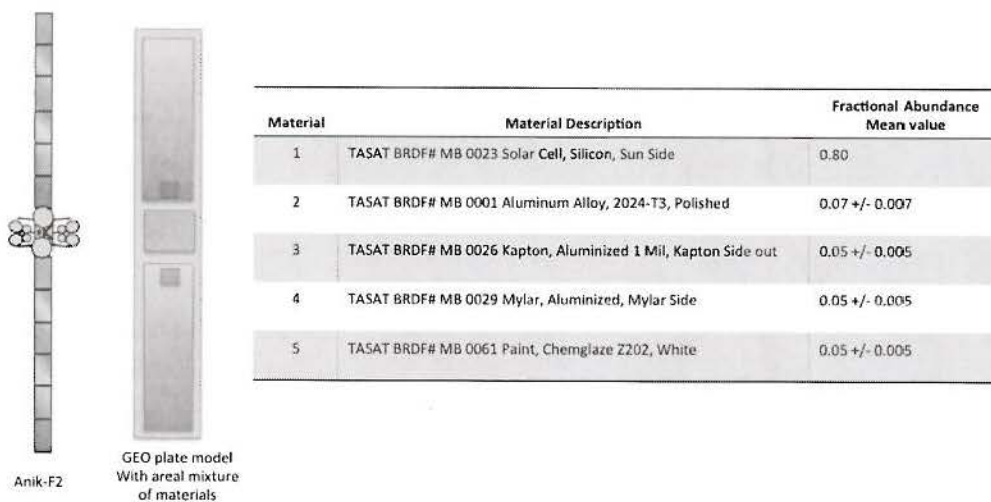 Fractional Abundance
Mean value
Material Material Description
1 TASAT BRDF# MB 0023 Solar Cell, Silicon, Sun Side 0.80
2 TASAT BRDF# MB 0001 Aluminum Alloy, 2024-T3, Polished 0.07 +/- 0.007
3 TASAT BRDF# MB 0026 Kapton, Aluminized 1 Mil, Kapton Side out 0.05 +/- 0.005
4 TASAT BRDF# MB 0029 Mylar, Aluminized, Mylar Side 0.05 +/- 0.005
5 TASAT BRDF# MB 0061 Paint, Chemglaze Z202, White 0.05 +/- 0.005
Anik-F2
GEO plate model
With areal mixture
of materials